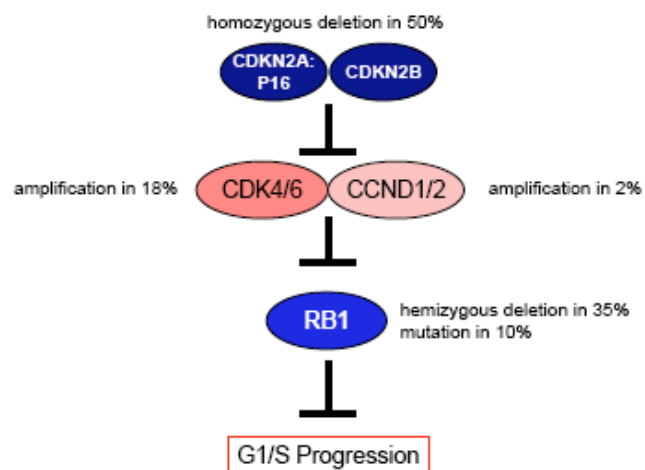 homozygous deletion in 50%
CDKN2A:
P16
CDKN2B
amplification in 18%
CDK4/6
CCND1/2
amplification in 2%
RB1
hemizygous deletion in 35%
mutation in 10%
G1/S Progression